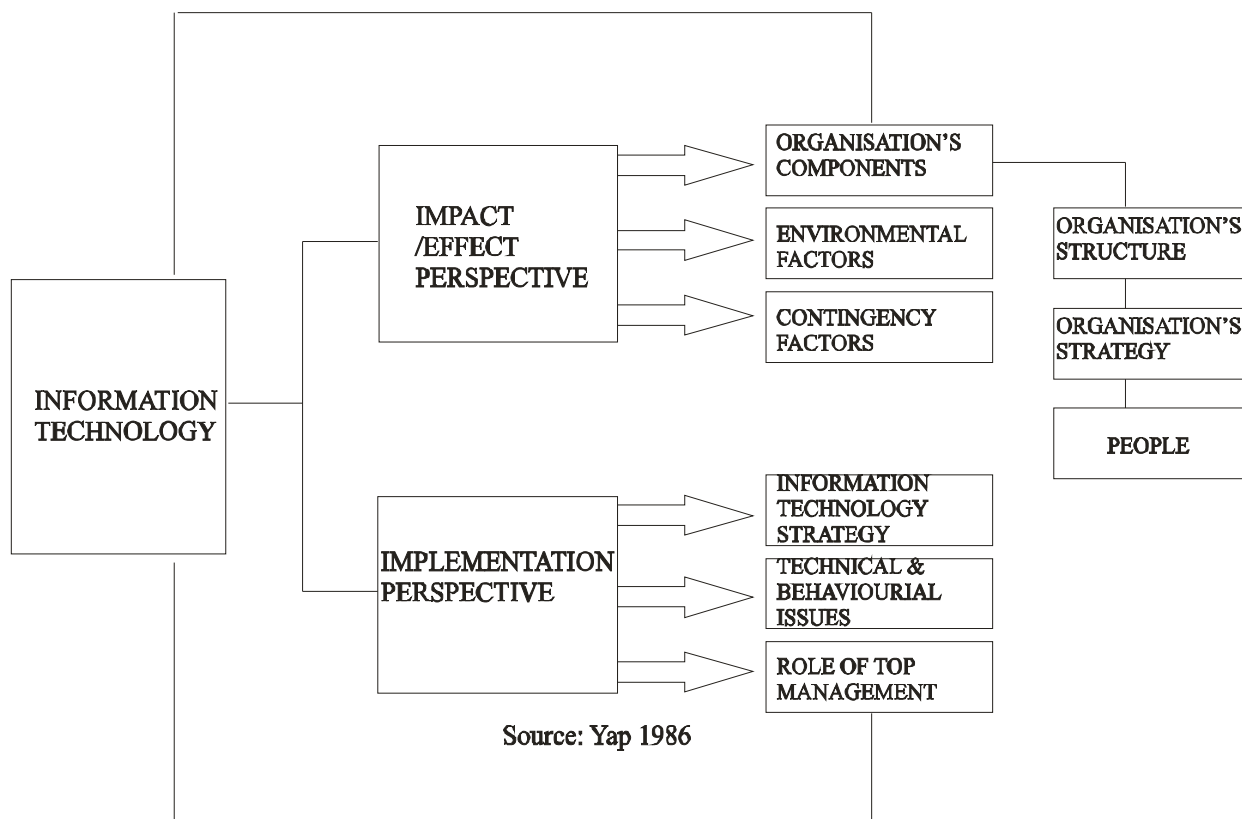 INFORMATION
TECHNOLOGY
IMPACT
/EFFECT
PERSPECTIVE
IMPLEMENTATION
PERSPECTIVE
ORGANISATION'S
COMPONENTS
ENVIRONMENTAL
FACTORS
CONTINGENCY
FACTORS
INFORMATION
TECHNOLOGY
STRATEGY
TECHNICAL &
BEHAVIOURIAL
ISSUES
ROLE OF TOP
MANAGEMENT
ORGANISATION'S
STRUCTURE
ORGANISATION'S
STRATEGY
PEOPLE
Source: Yap 1986